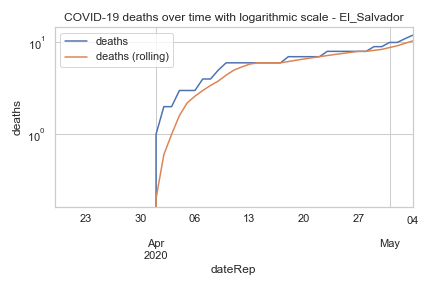 COVID-19 deaths over time with logarithmic scale - El_Salvador
10¹
10⁰
deaths
deaths
deaths (rolling)
23 30 06 13 20 27 04
Apr May
2020
dateRep